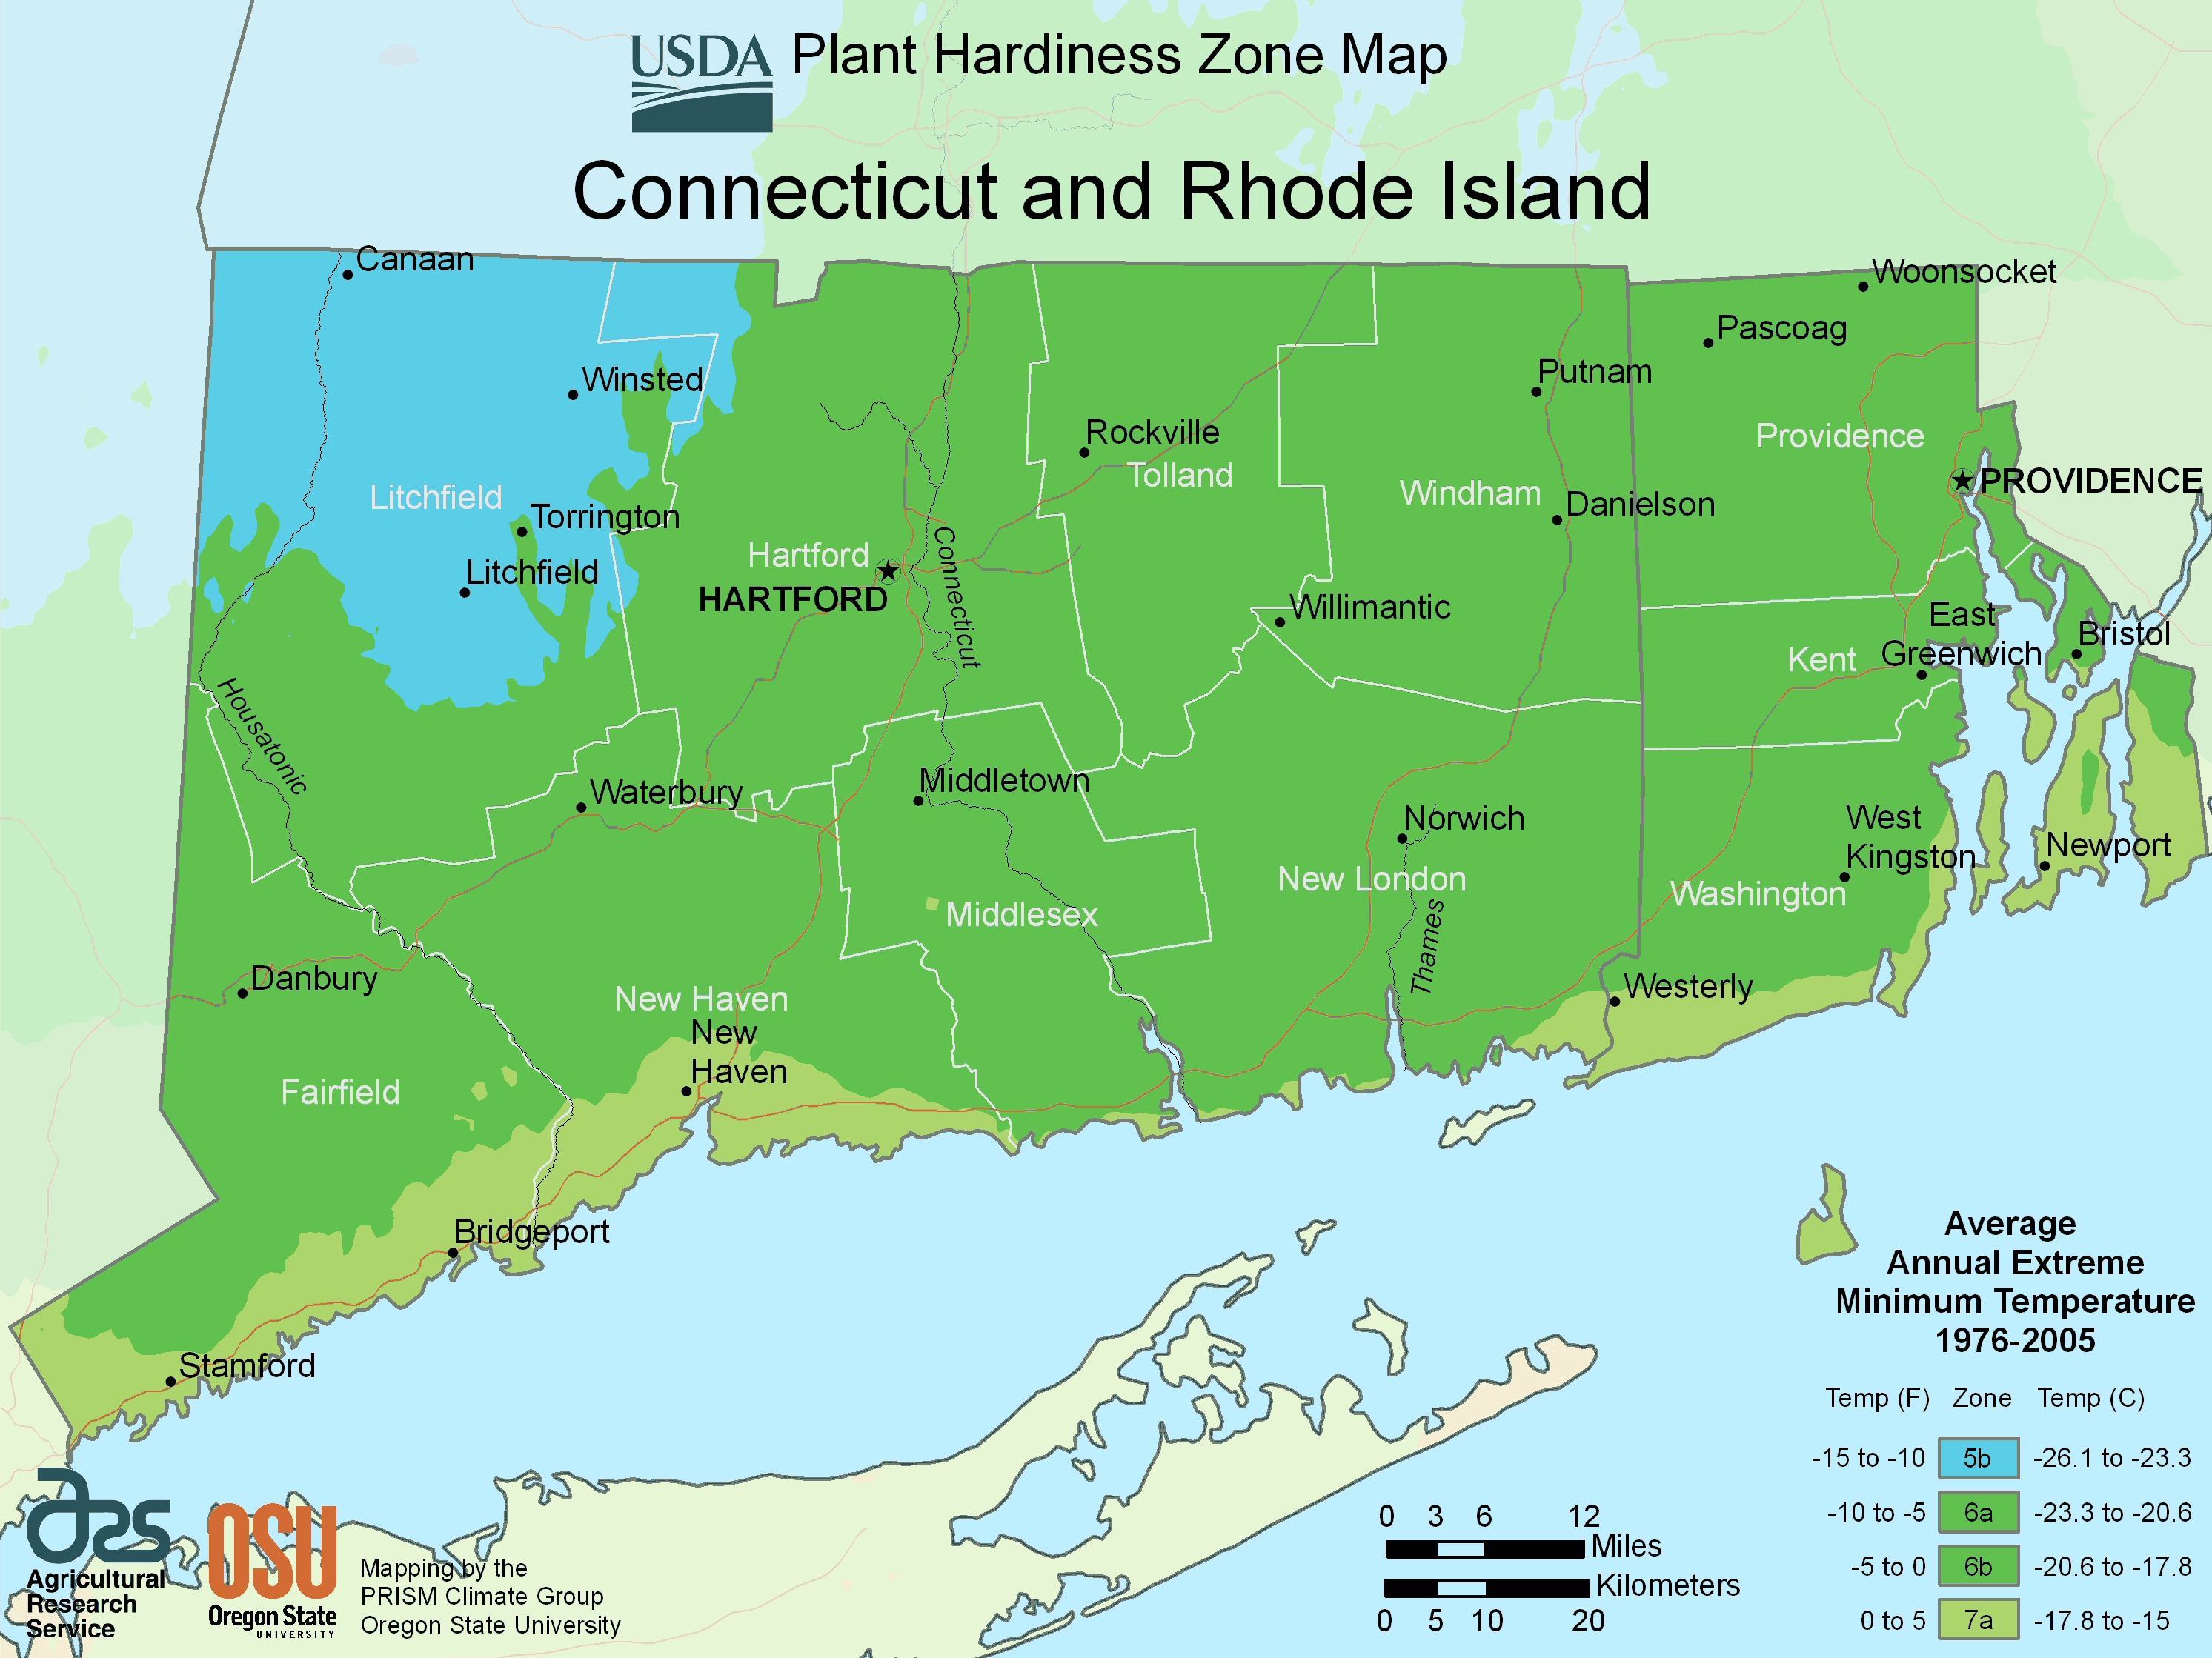 USDA Plant Hardiness Zone Map
Connecticut and Rhode Island
Canaan
Woonsocket
Pascoag
Winsted
Putnam
Rockville
Providence
Tolland
PROVIDENCE
Litchfield
Windham
Danielson
Torrington
Hartford
Connecticut
Litchfield
HARTFORD
Willimantic
East
Greenwich
Bristol
Kent
Housatonic
Waterbury
Middletown
Norwich
West
Kingston
Newport
New London
Washington
Middlesex
Thames
Danbury
New Haven
Westerly
New
Haven
Fairfield
Bridgeport
Stamford
Average
Annual Extreme
Minimum Temperature
1976-2005
Temp (F) Zone Temp (C)
-15 to -10 5b -26.1 to -23.3
-10 to -5 6a -23.3 to -20.6
-5 to 0 6b -20.6 to -17.8
0 to 5 7a -17.8 to -15
0 3 6 12
Miles
Kilometers
0 5 10 20
ars
Agricultural
Research
Service
OSU
Oregon State
UNIVERSITY
Mapping by the
PRISM Climate Group
Oregon State University